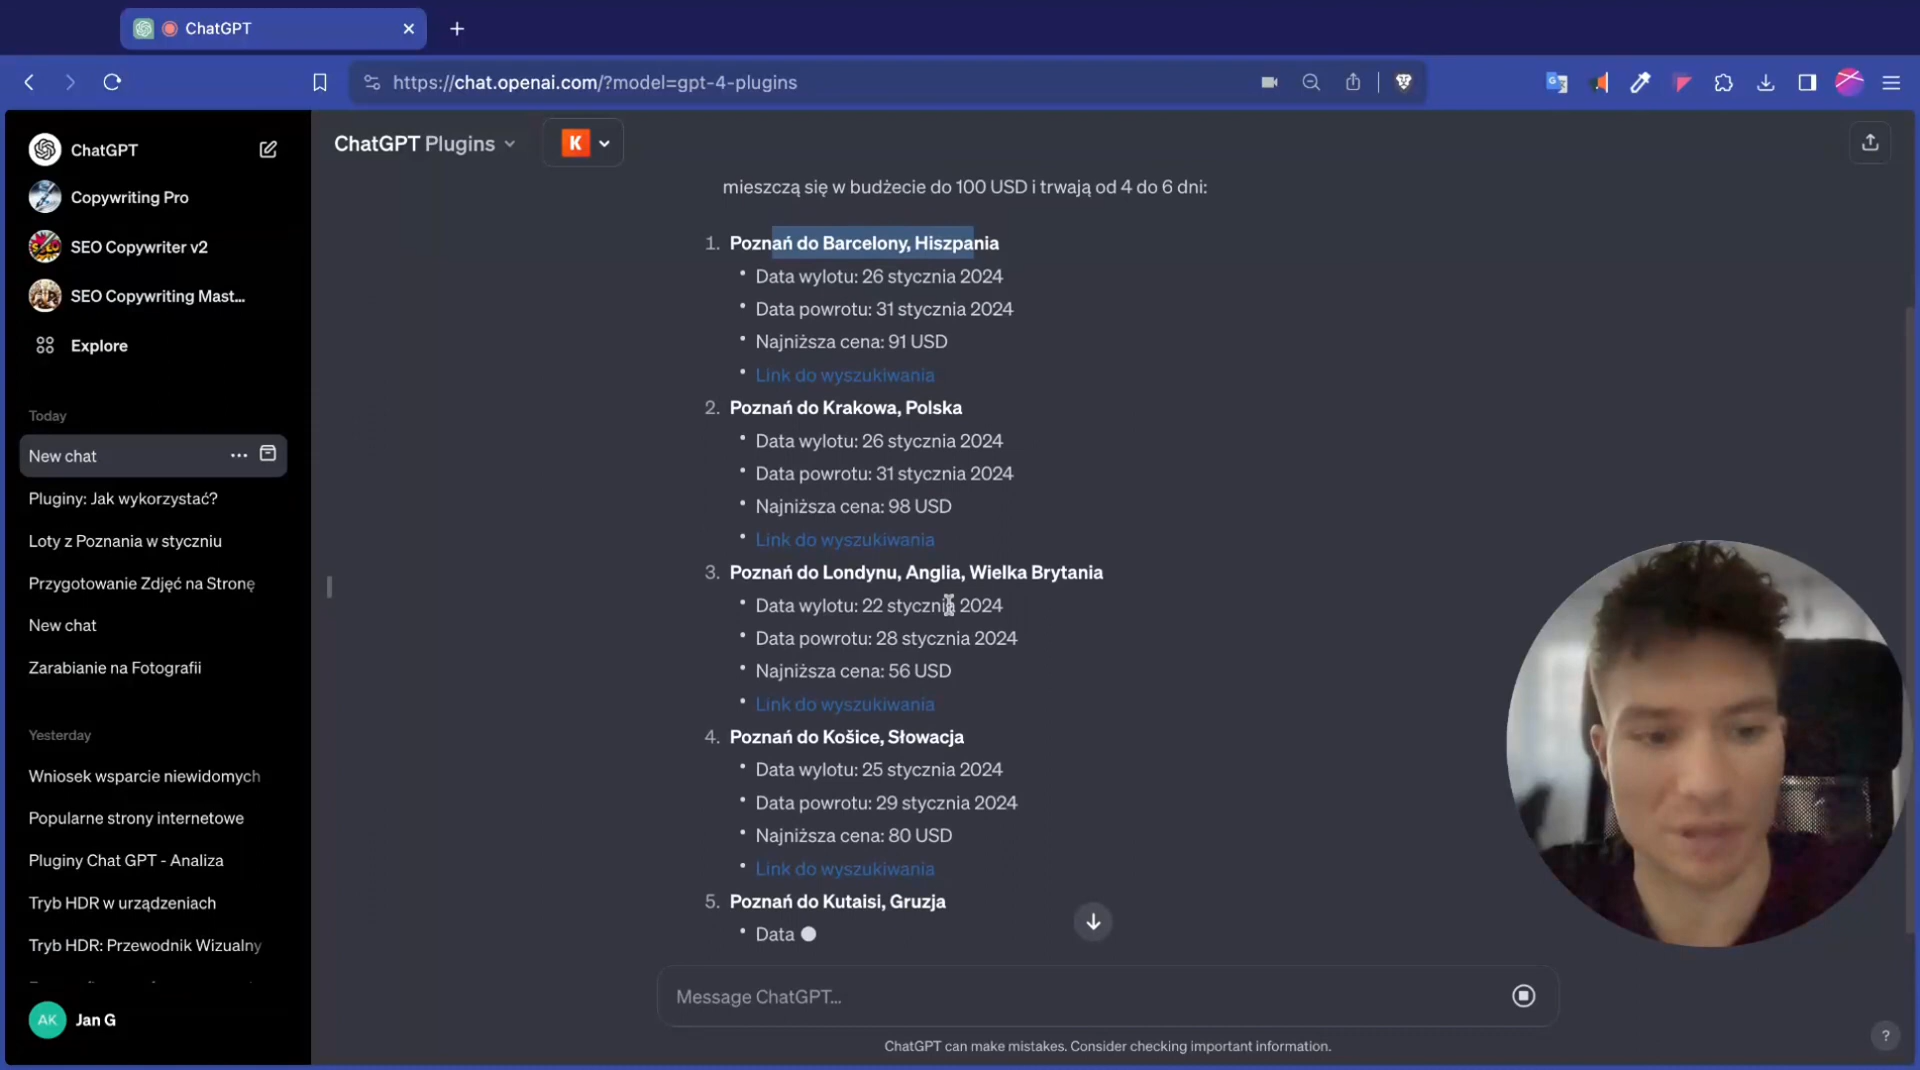 ChatGPT
https://chat.openai.com/?model=gpt-4-plugins
ChatGPT
Copywriting Pro
SEO Copywriter v2
SEO Copywriting Mast...
Explore
Today
New chat
Pluginy: Jak wykorzystać?
Loty z Poznania w styczniu
Przygotowanie Zdjęć na Stronę
New chat
Zarabianie na Fotografii
Yesterday
Wniosek wsparcie niewidomych
Popularne strony internetowe
Pluginy Chat GPT - Analiza
Tryb HDR w urządzeniach
Tryb HDR: Przewodnik Wizualny
AK Jan G
ChatGPT Plugins
K
mieszczą się w budżecie do 100 USD i trwają od 4 do 6 dni:
1. Poznań do Barcelony, Hiszpania
• Data wylotu: 26 stycznia 2024
• Data powrotu: 31 stycznia 2024
• Najniższa cena: 91 USD
• Link do wyszukiwania
2. Poznań do Krakowa, Polska
• Data wylotu: 26 stycznia 2024
• Data powrotu: 31 stycznia 2024
• Najniższa cena: 98 USD
• Link do wyszukiwania
3. Poznań do Londynu, Anglia, Wielka Brytania
• Data wylotu: 22 stycznia 2024
• Data powrotu: 28 stycznia 2024
• Najniższa cena: 56 USD
• Link do wyszukiwania
4. Poznań do Košice, Słowacja
• Data wylotu: 25 stycznia 2024
• Data powrotu: 29 stycznia 2024
• Najniższa cena: 80 USD
• Link do wyszukiwania
5. Poznań do Kutaisi, Gruzja
• Data
Message ChatGPT...
ChatGPT can make mistakes. Consider checking important information.
?